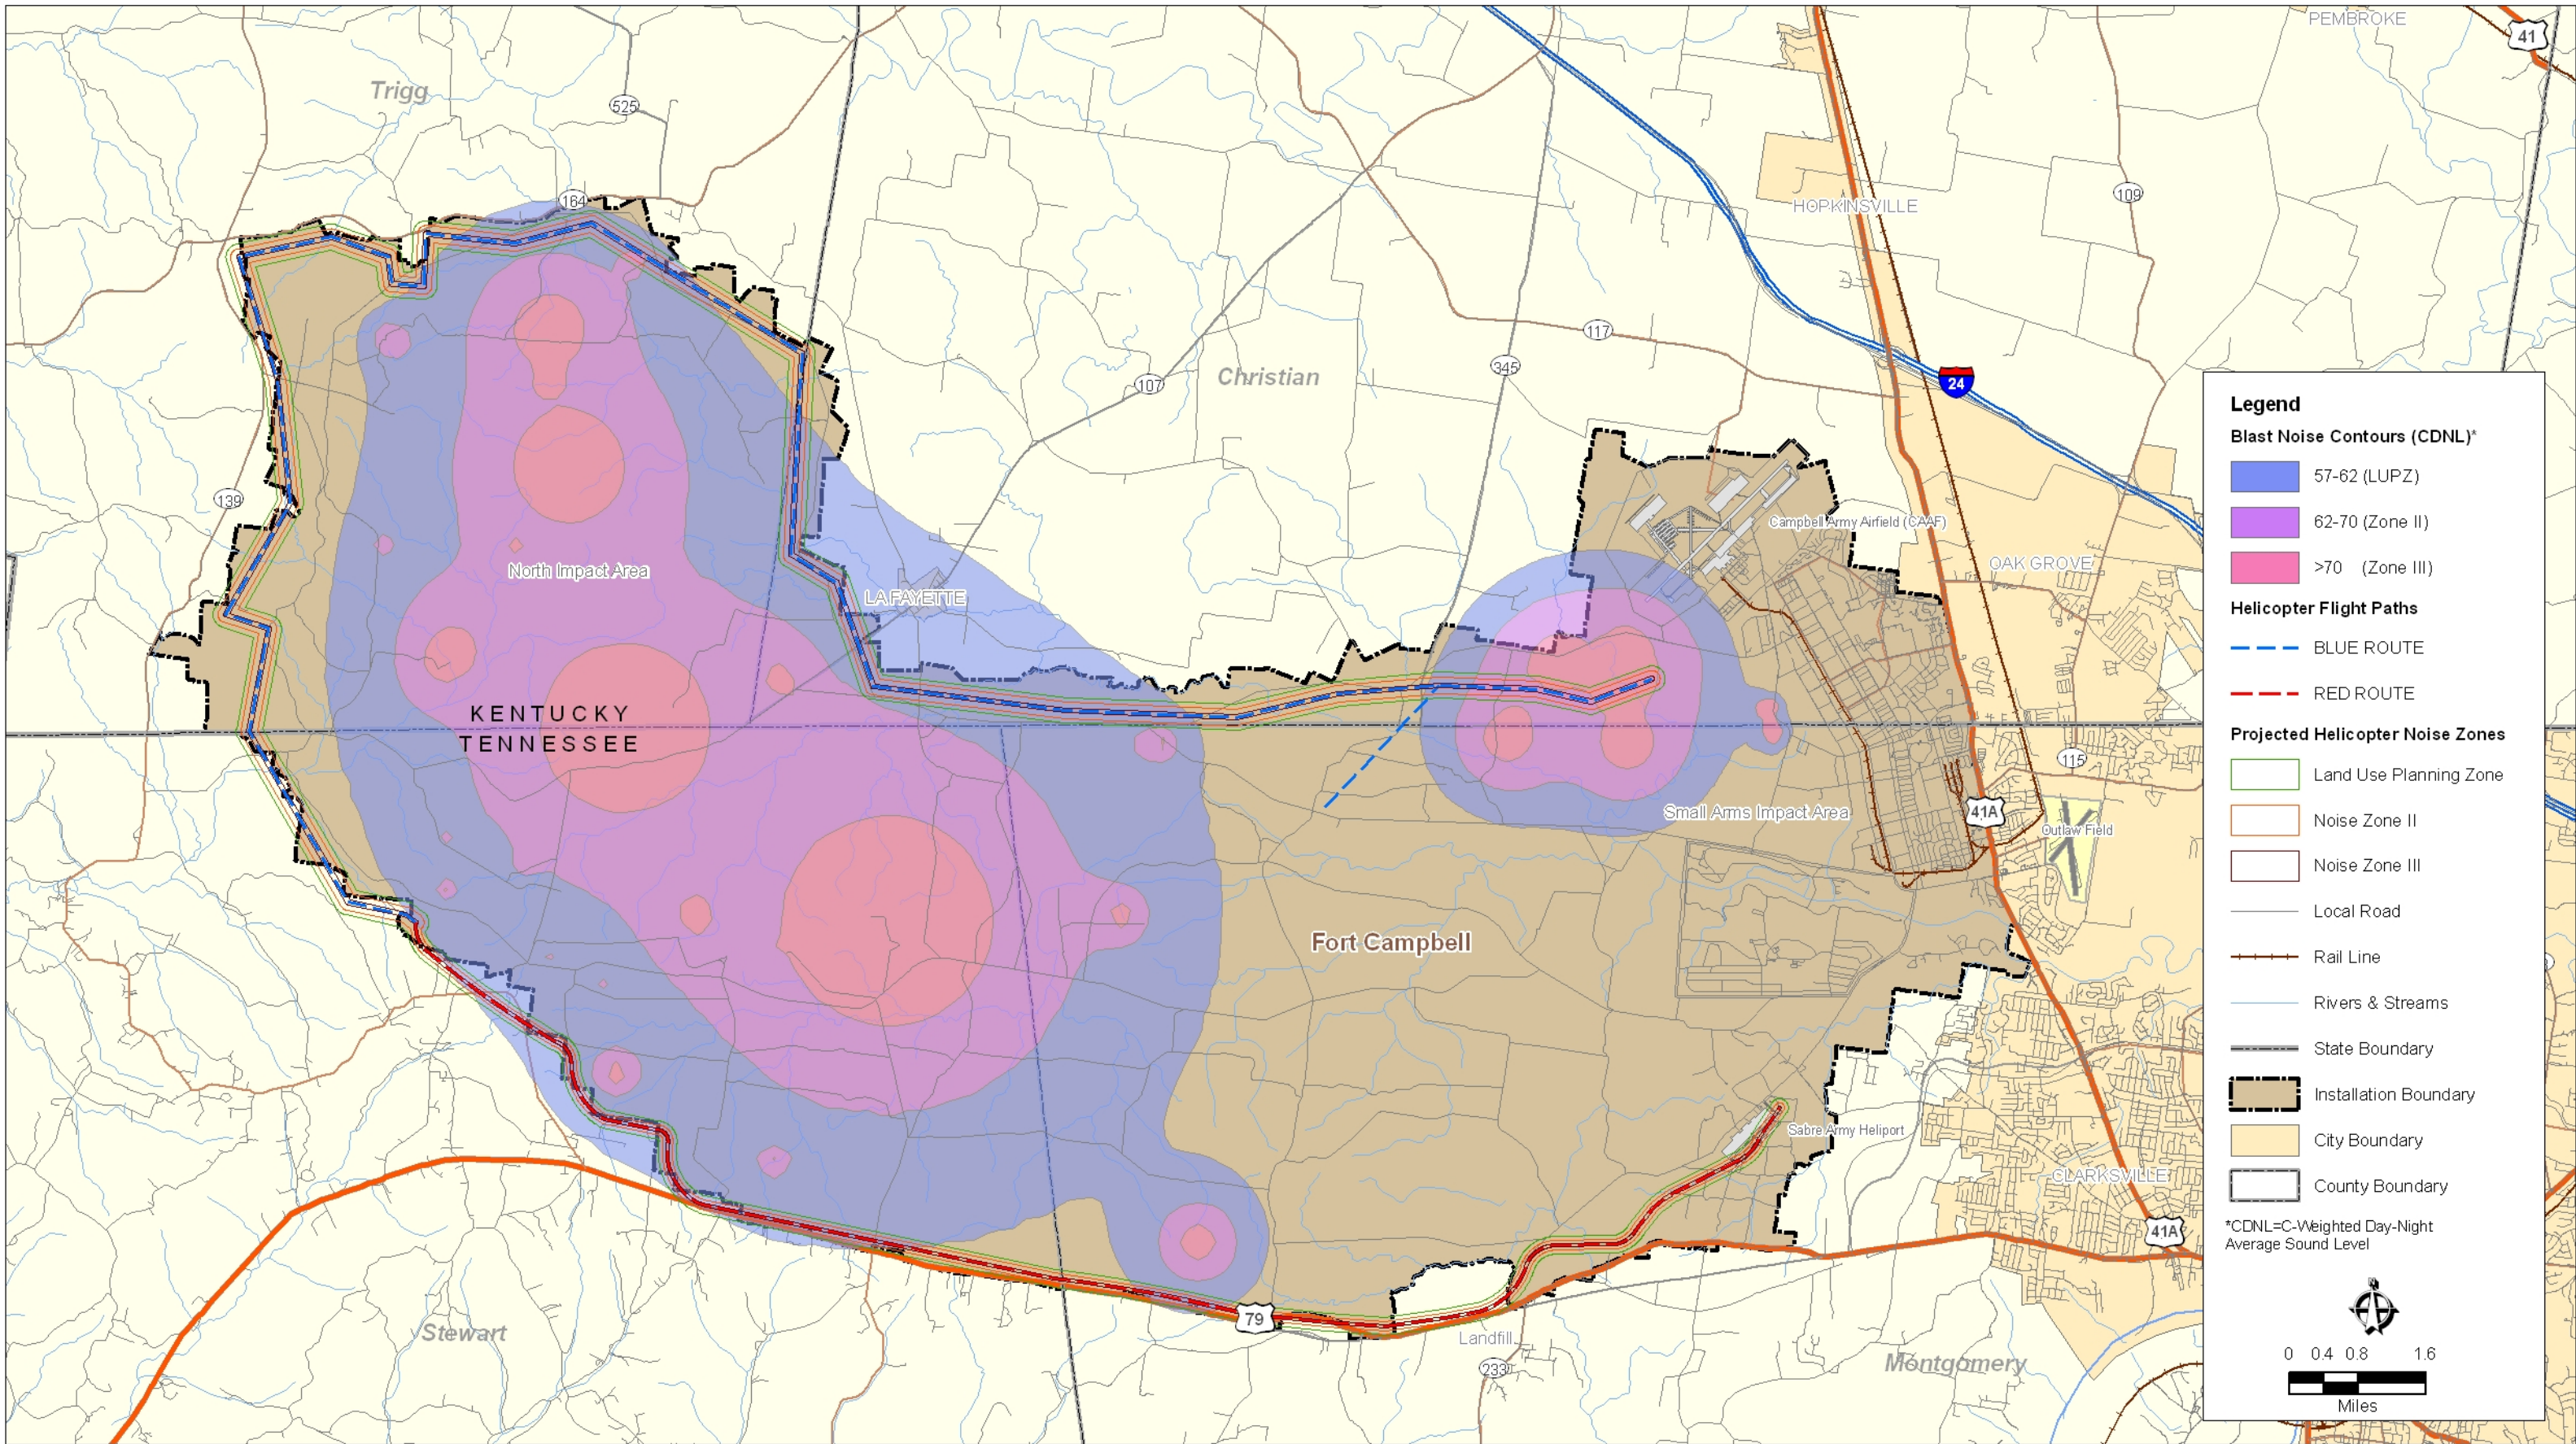 PEMBROKE
41
Trigg
525
164
109
HOPKINSVILLE
117
Christian
345
107
24
139
Campbell Army Airfield (CAAF)
OAK GROVE
North Impact Area
LA FAYETTE
KENTUCKY
TENNESSEE
115
Small Arms Impact Area
41A
Outlaw Field
Fort Campbell
Sabre Army Heliport
CLARKSVILLE
41A
79
Stewart
Landfill
233
Montgomery
Legend
Blast Noise Contours (CDNL)*
57-62 (LUPZ)
62-70 (Zone II)
>70 (Zone III)
Helicopter Flight Paths
BLUE ROUTE
RED ROUTE
Projected Helicopter Noise Zones
Land Use Planning Zone
Noise Zone II
Noise Zone III
Local Road
Rail Line
Rivers & Streams
State Boundary
Installation Boundary
City Boundary
County Boundary
*CDNL=C-Weighted Day-Night
Average Sound Level
0 0.4 0.8 1.6
Miles